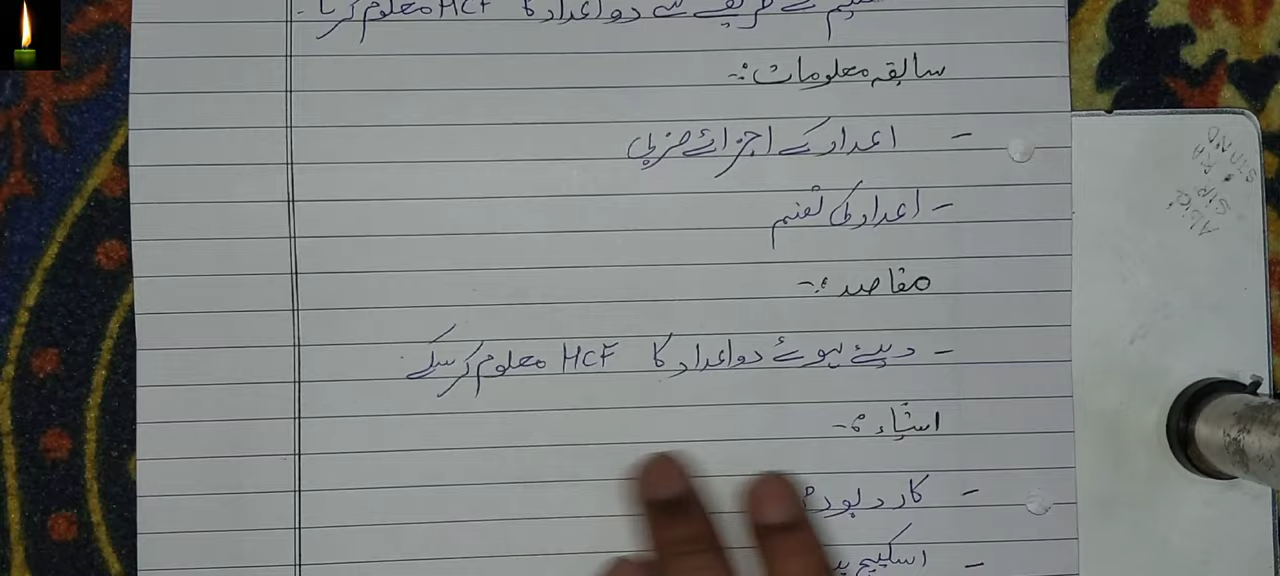 تقسیم کے طریقے سے دو اعداد کا HCF معلوم کرنا۔
سابقہ معلومات:-
- اعداد کے اجزائے ضربی
- اعداد کی تقسیم
مقاصد:-
- دیئے ہوئے دو اعداد کا HCF معلوم کر سکے
اشیاء:-
- کارڈ بورڈ
- اسکیچ پین